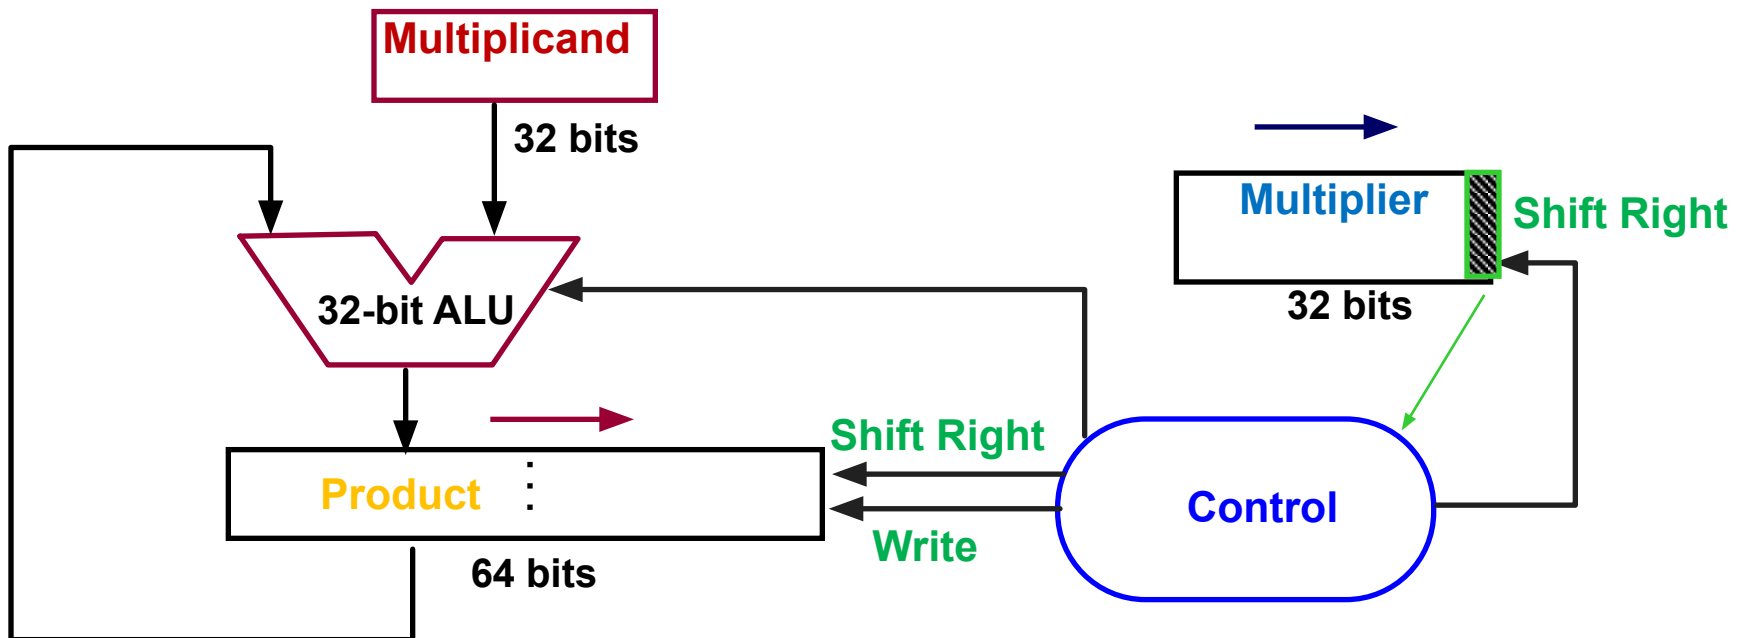 Multiplicand
32 bits
Multiplier
Shift Right
32 bits
32-bit ALU
Shift Right
Product
Control
Write
64 bits